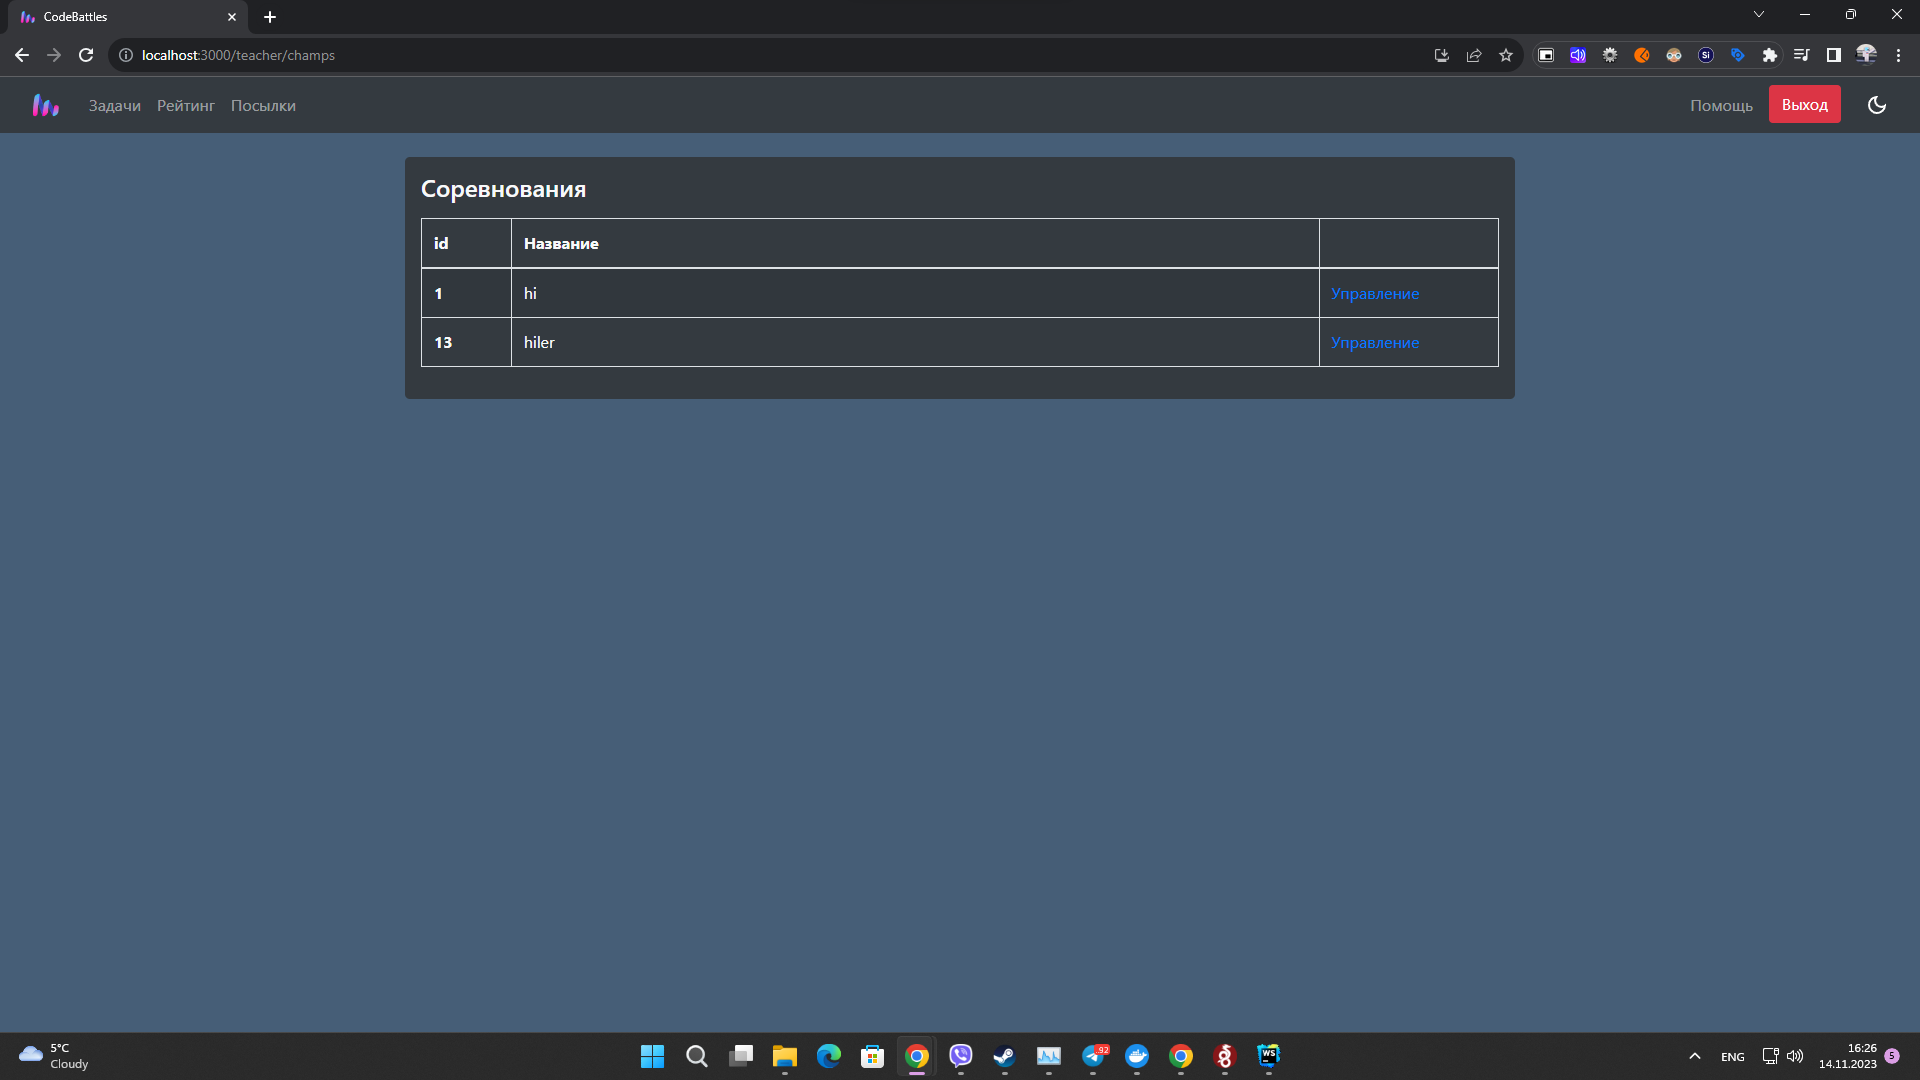 CodeBattles
localhost:3000/teacher/champs
Задачи Рейтинг Посылки Помощь Выход
Соревнования
id Название
1 hi Управление
13 hiler Управление
5°C
Cloudy
92
WS
ENG
16:26
14.11.2023
5